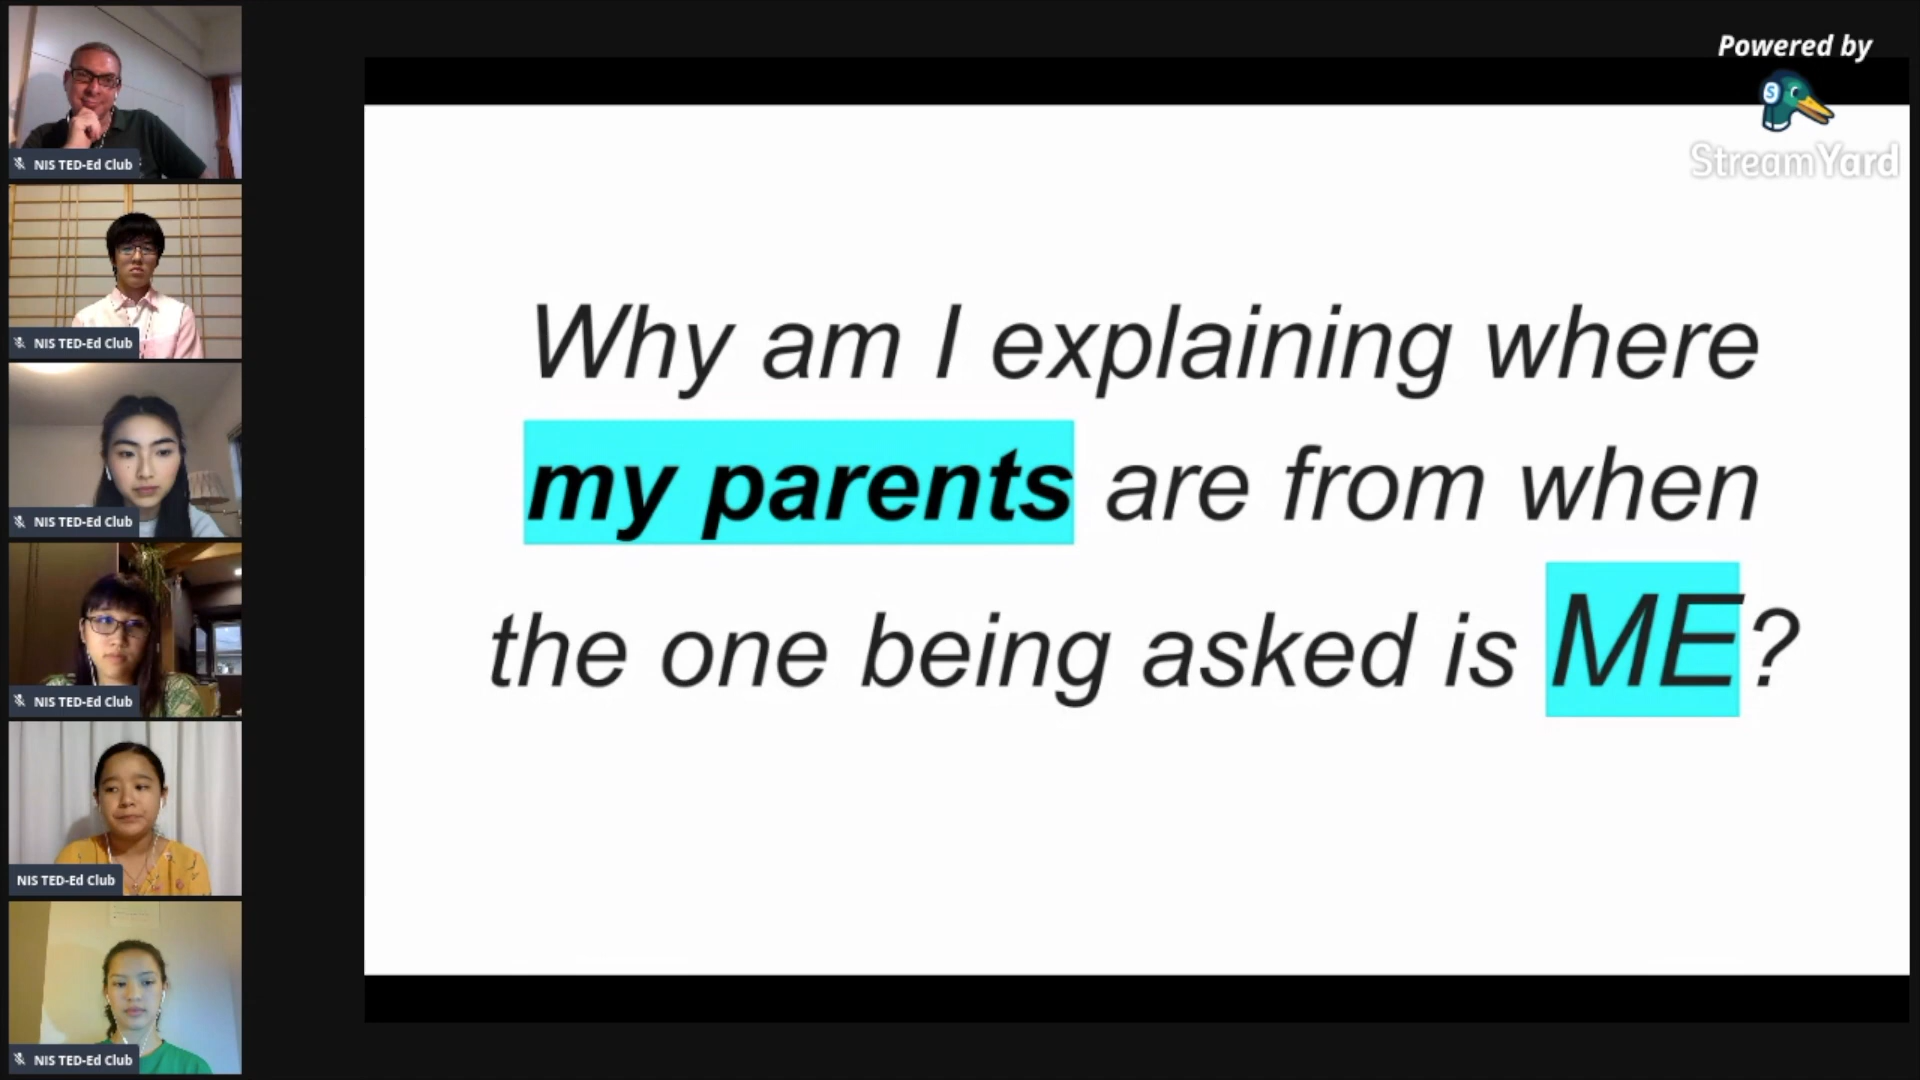 Powered by
StreamYard
Why am I explaining where
my parents are from when
the one being asked is ME?
NIS TED-Ed Club
NIS TED-Ed Club
NIS TED-Ed Club
NIS TED-Ed Club
NIS TED-Ed Club
NIS TED-Ed Club